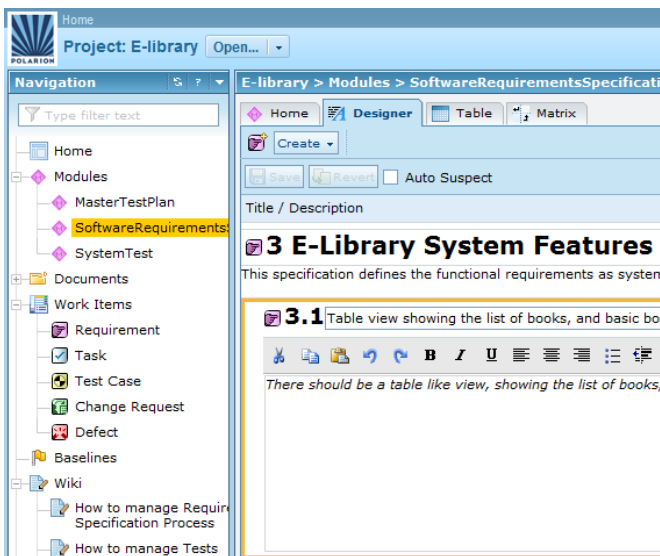 Home
POLARION
Project: E-library Open...
Navigation ?
E-library > Modules > SoftwareRequirementsSpecificati
Type filter text
Home Designer Table Matrix
Create
Save Revert Auto Suspect
Title / Description
Home
Modules
MasterTestPlan
SoftwareRequirementsS
SystemTest
Documents
Work Items
Requirement
Task
Test Case
Change Request
Defect
Baselines
Wiki
How to manage Requir
Specification Process
How to manage Tests
3 E-Library System Features
This specification defines the functional requirements as system
3.1 Table view showing the list of books, and basic bo
B I U
There should be a table like view, showing the list of books,